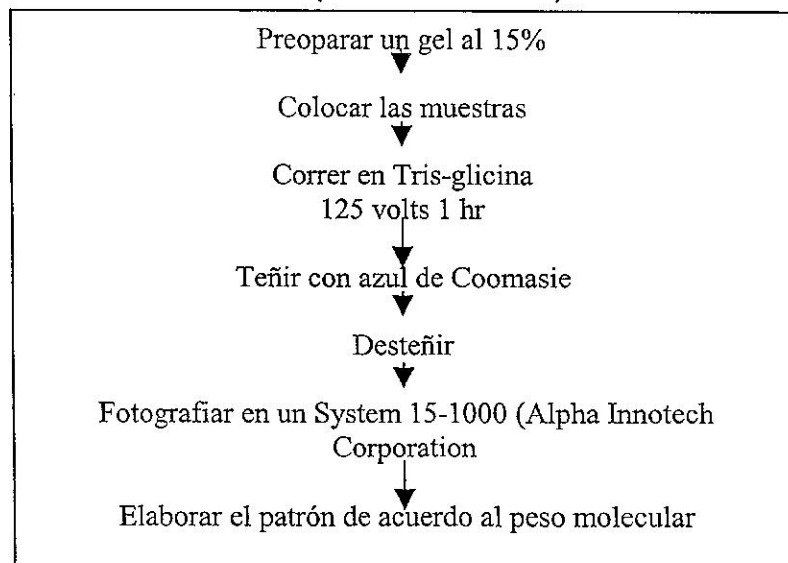 Preoparar un gel al 15%
Colocar las muestras
Correr en Tris-glicina
125 volts 1 hr
Teñir con azul de Coomasie
Desteñir
Fotografiar en un System 15-1000 (Alpha Innotech
Corporation
Elaborar el patrón de acuerdo al peso molecular